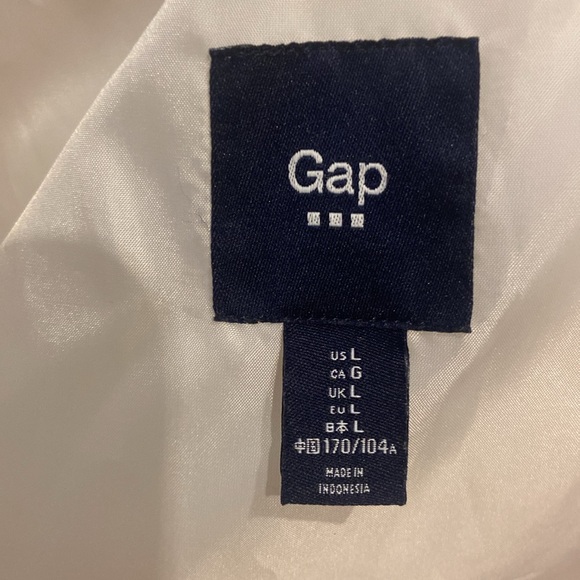 Gap
US L
CA G
UK L
EU L
日本 L
中国 170/104A
MADE IN
INDONESIA